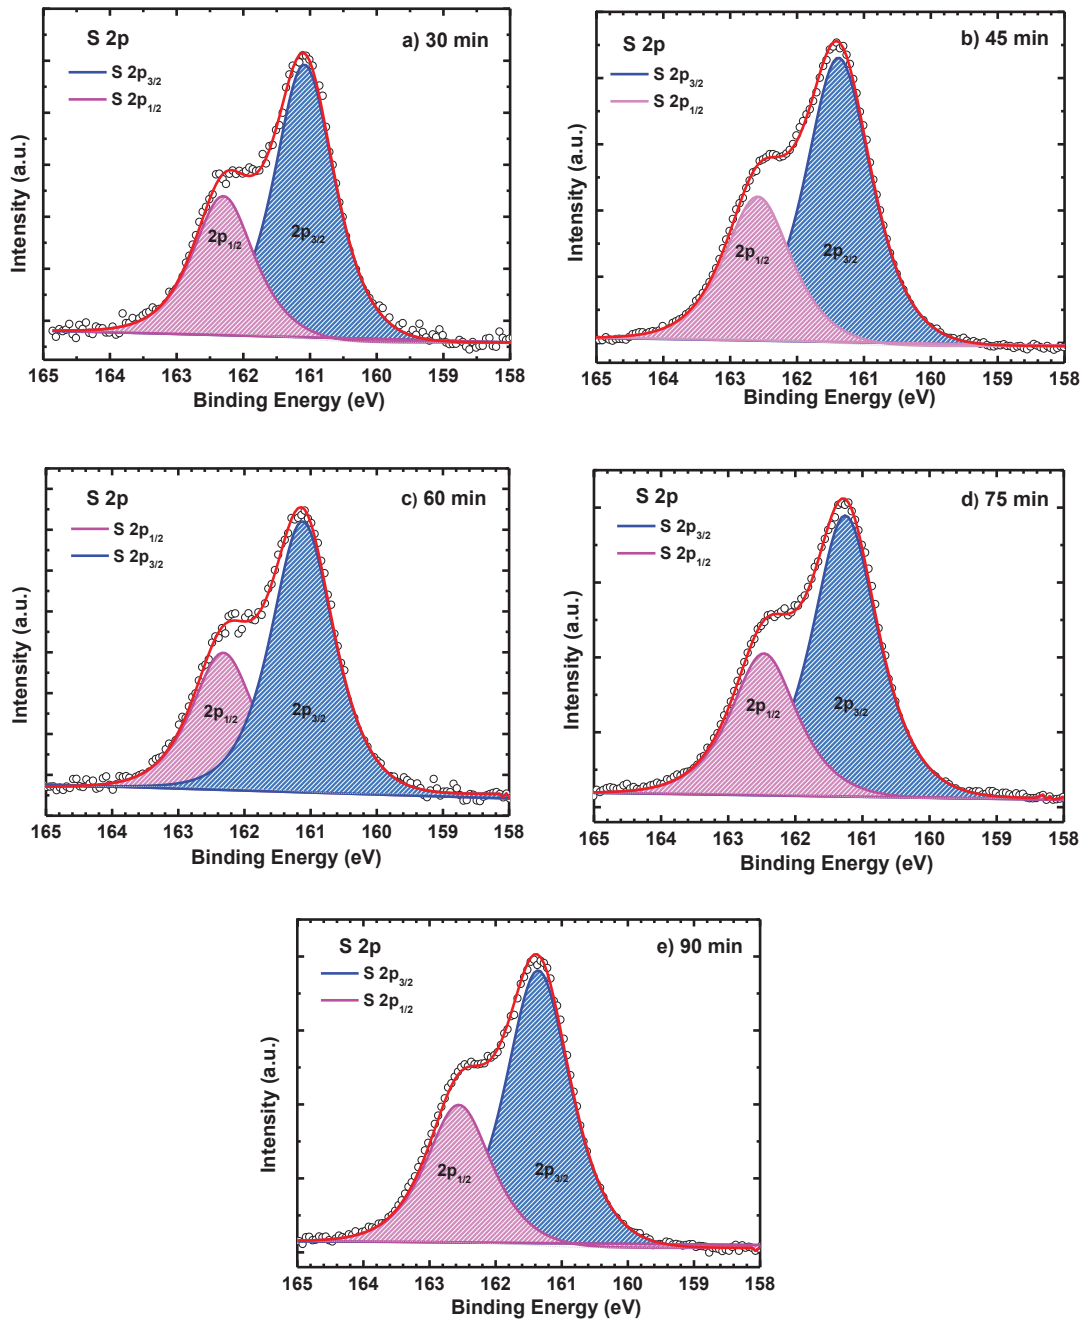 S 2p
a) 30 min
S 2p3/2
S 2p1/2
2p1/2
2p3/2
Intensity (a.u.)
165 164 163 162 161 160 159 158
Binding Energy (eV)
S 2p
b) 45 min
S 2p3/2
S 2p1/2
2p1/2
2p3/2
Intensity (a.u.)
165 164 163 162 161 160 159 158
Binding Energy (eV)
S 2p
c) 60 min
S 2p1/2
S 2p3/2
2p1/2
2p3/2
Intensity (a.u.)
165 164 163 162 161 160 159 158
Binding Energy (eV)
S 2p
d) 75 min
S 2p3/2
S 2p1/2
2p1/2
2p3/2
Intensity (a.u.)
165 164 163 162 161 160 159 158
Binding Energy (eV)
S 2p
e) 90 min
S 2p3/2
S 2p1/2
2p1/2
2p3/2
Intensity (a.u.)
165 164 163 162 161 160 159 158
Binding Energy (eV)